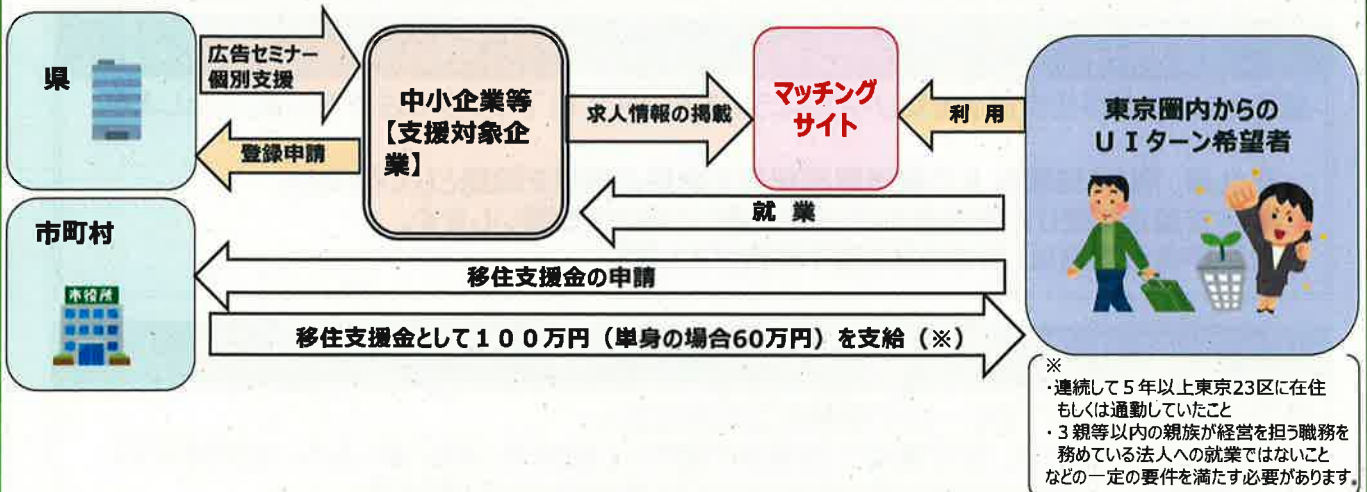 県
広告セミナー
個別支援
登録申請
中小企業等
【支援対象企
業】
求人情報の掲載
マッチング
サイト
利 用
東京圏内からの
ＵＩターン希望者
就 業
市町村
市役所
移住支援金の申請
移住支援金として１００万円（単身の場合60万円）を支給（※）
※
・連続して５年以上東京23区に在住
もしくは通勤していたこと
・３親等以内の親族が経営を担う職務を
務めている法人への就業ではないこと
などの一定の要件を満たす必要があります。